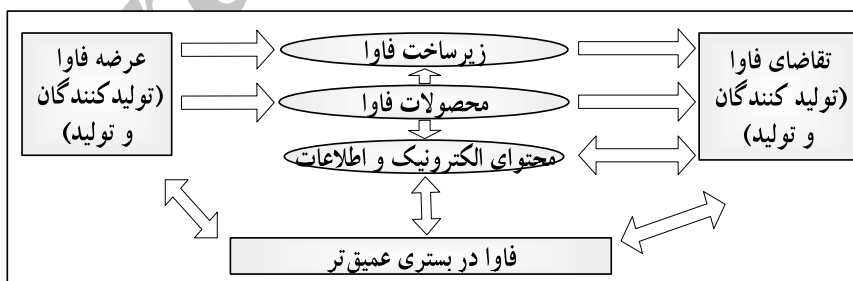 تقاضای فاوا
(تولید کنندگان
و تولید)
زیرساخت فاوا
محصولات فاوا
محتوای الکترونیک و اطلاعات
عرضه فاوا
(تولیدکنندگان
و تولید)
فاوا در بستری عمیق‌تر